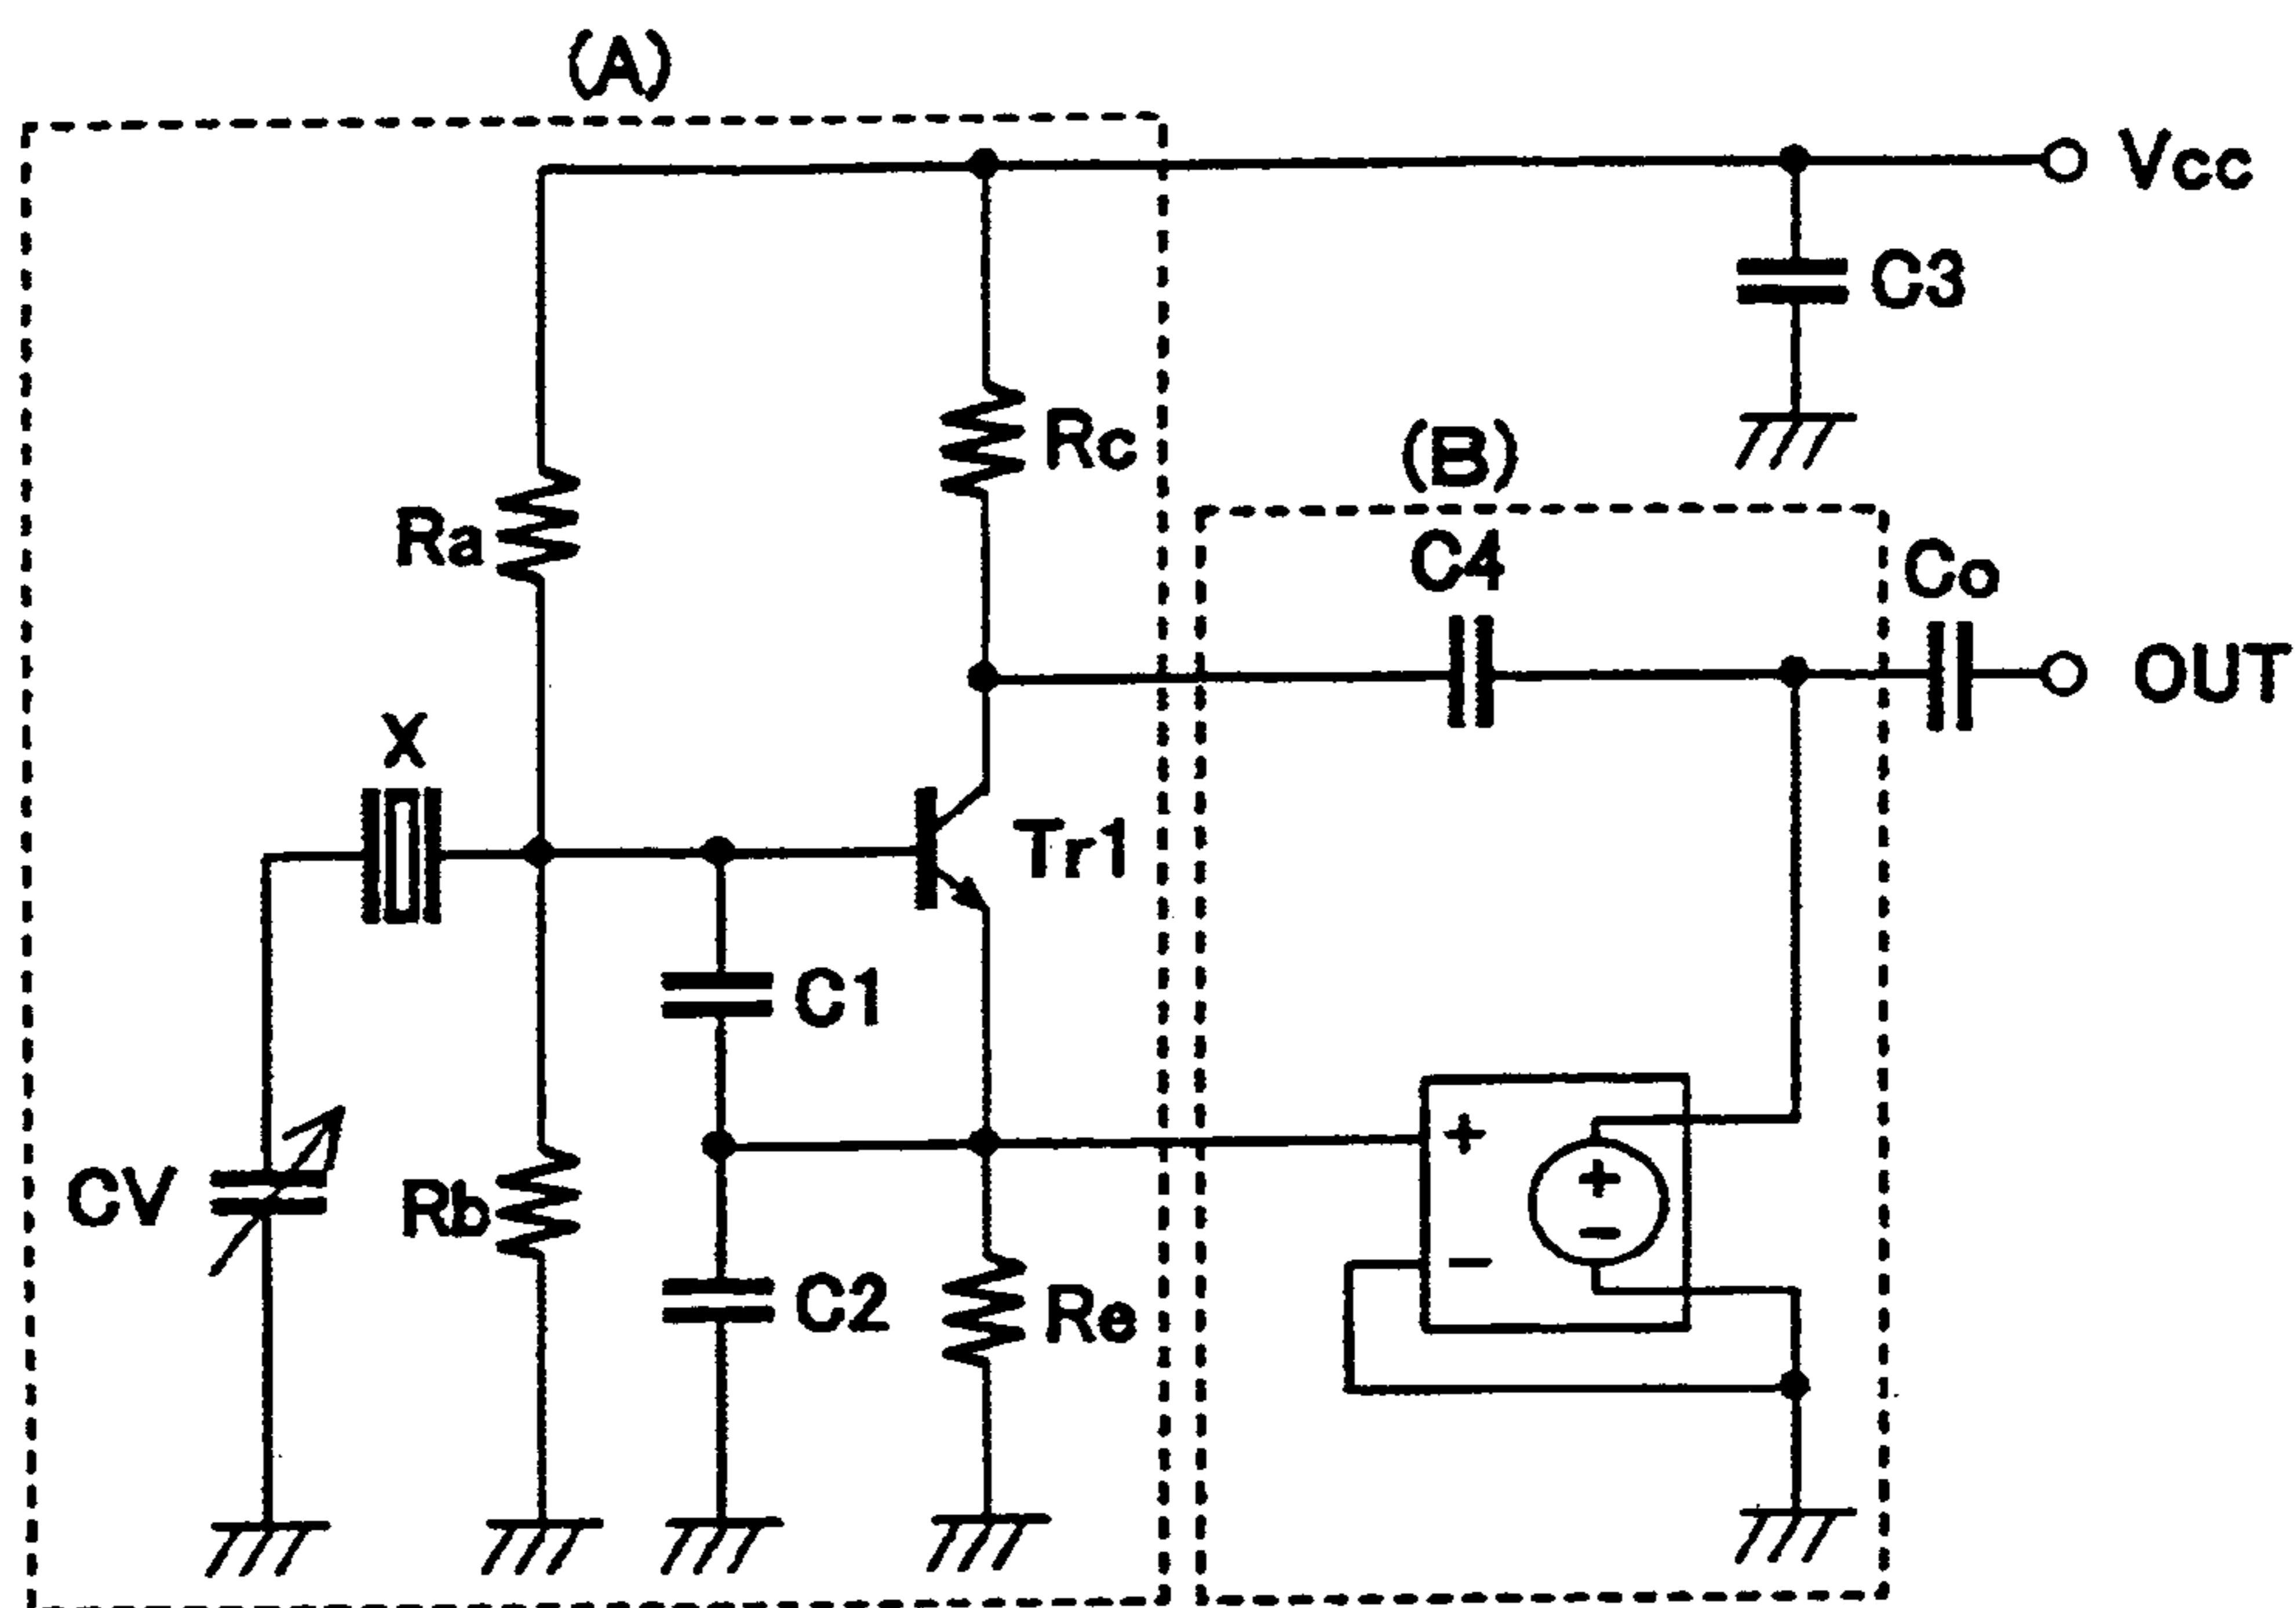 (A)
Vcc
C3
Rc
(B)
Ra
C4
Co
OUT
X
Tr1
C1
+
CV
Rb
+
-
-
C2
Re